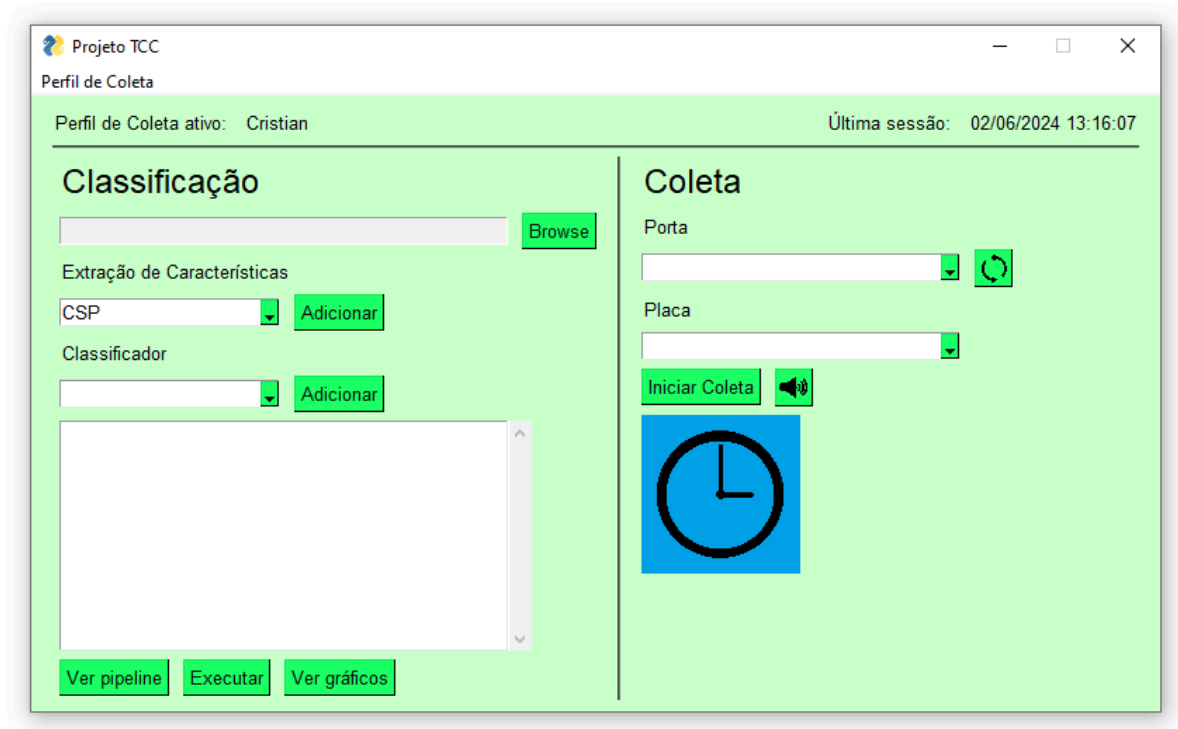 Projeto TCC
Perfil de Coleta
Perfil de Coleta ativo: Cristian
Última sessão: 02/06/2024 13:16:07
Classificação
Browse
Extração de Características
CSP
Adicionar
Classificador
Adicionar
Ver pipeline
Executar
Ver gráficos
Coleta
Porta
Placa
Iniciar Coleta